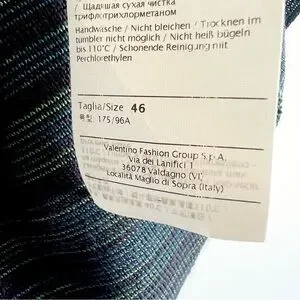 / Щадящая сухая чистка
трифлотрихлорметаном
Handwäsche / Nicht bleichen / Trocknen im
tumbler nicht möglich / Nicht heiß bügeln
bis 110°C / Schonende Reinigung mit
Perchlorethylen
Taglia/Size 46
号型: 175/96A
Valentino Fashion Group S.p.A.
Via dei Lanifici 1
36078 Valdagno (VI)
Località Maglio di Sopra (Italy)